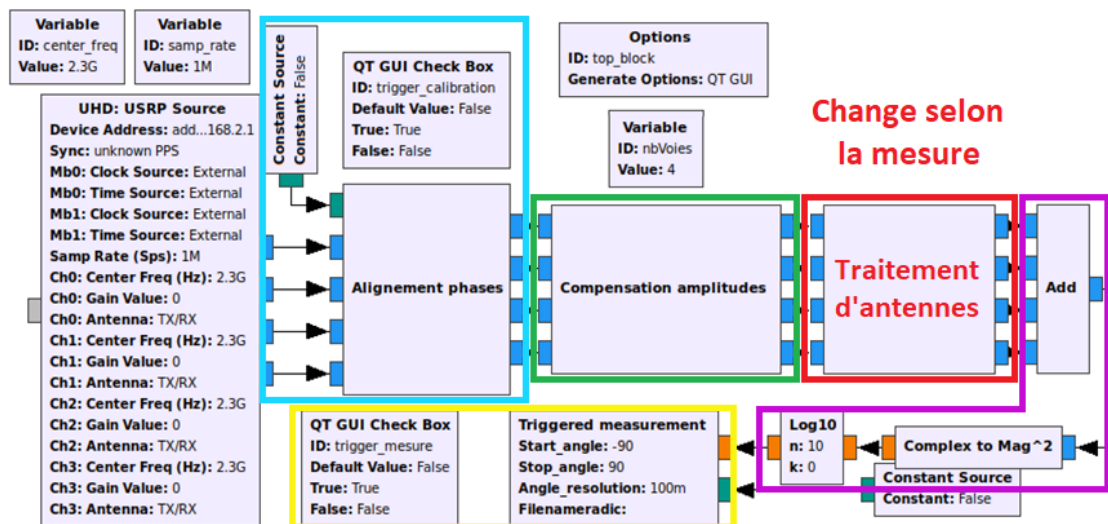 Variable
ID: center_freq
Value: 2.3G
Variable
ID: samp_rate
Value: 1M
UHD: USRP Source
Device Address: add...168.2.1
Sync: unknown PPS
Mb0: Clock Source: External
Mb0: Time Source: External
Mb1: Clock Source: External
Mb1: Time Source: External
Samp Rate (Sps): 1M
Ch0: Center Freq (Hz): 2.3G
Ch0: Gain Value: 0
Ch0: Antenna: TX/RX
Ch1: Center Freq (Hz): 2.3G
Ch1: Gain Value: 0
Ch1: Antenna: TX/RX
Ch2: Center Freq (Hz): 2.3G
Ch2: Gain Value: 0
Ch2: Antenna: TX/RX
Ch3: Center Freq (Hz): 2.3G
Ch3: Gain Value: 0
Ch3: Antenna: TX/RX
Constant Source
Constant: False
QT GUI Check Box
ID: trigger_calibration
Default Value: False
True: True
False: False
Alignement phases
Options
ID: top_block
Generate Options: QT GUI
Variable
ID: nbVoies
Value: 4
Compensation amplitudes
Change selon
la mesure
Traitement
d'antennes
Add
QT GUI Check Box
ID: trigger_mesure
Default Value: False
True: True
False: False
Triggered measurement
Start_angle: -90
Stop_angle: 90
Angle_resolution: 100m
Filenameradic:
Log10
n: 10
k: 0
Complex to Mag^2
Constant Source
Constant: False